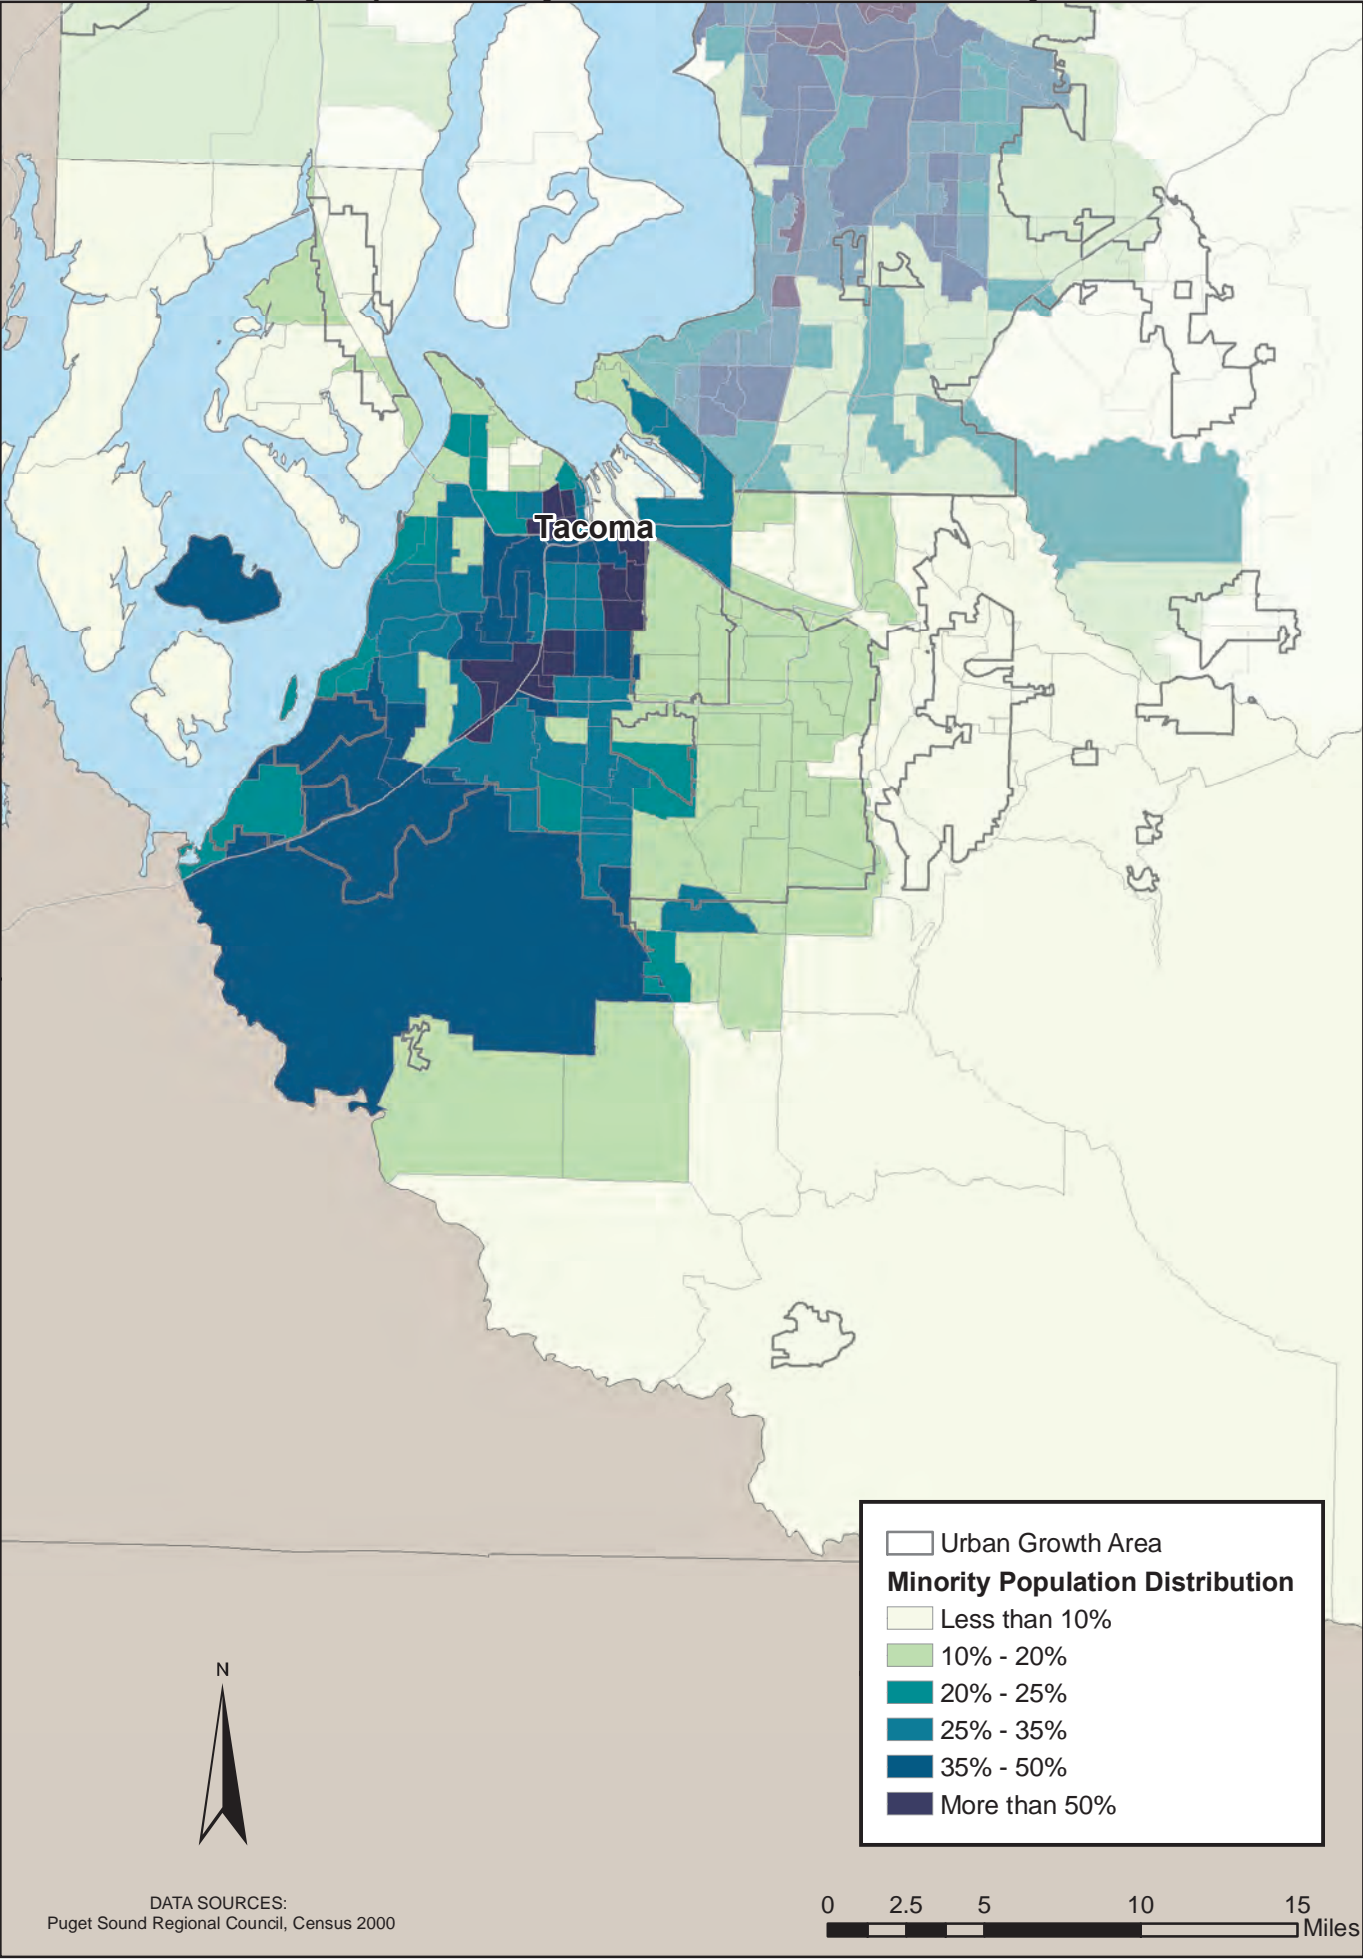 Tacoma
Urban Growth Area
Minority Population Distribution
Less than 10%
10% - 20%
20% - 25%
25% - 35%
35% - 50%
More than 50%
N
DATA SOURCES:
Puget Sound Regional Council, Census 2000
0 2.5 5 10 15
Miles